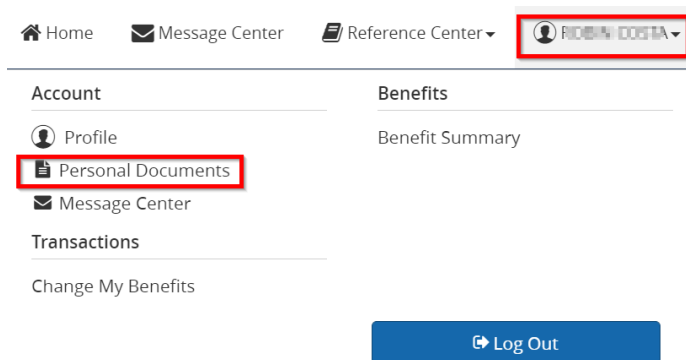 Home Message Center Reference Center
Account Benefits
Profile Benefit Summary
Personal Documents
Message Center
Transactions
Change My Benefits
Log Out